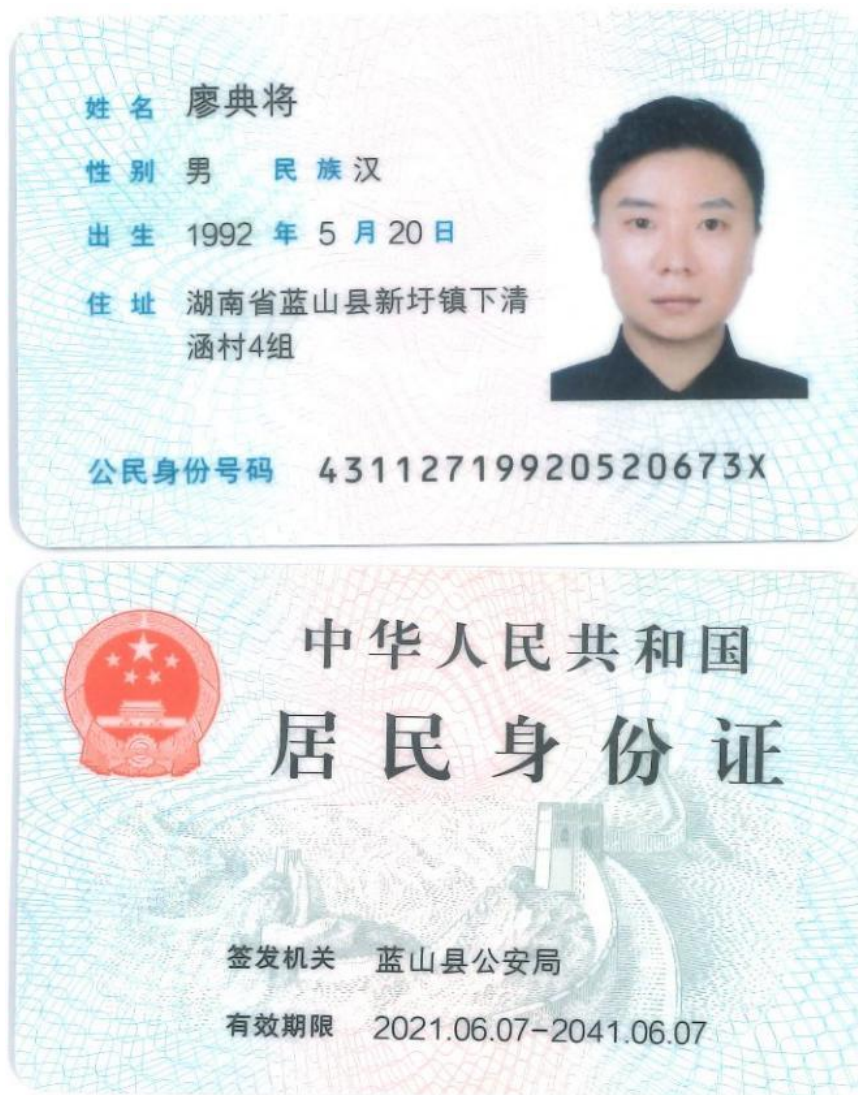 姓名 廖典将
性别 男 民族 汉
出生 1992 年 5 月 20 日
住址 湖南省蓝山县新圩镇下清
涵村4组
公民身份号码 43112719920520673X
中华人民共和国
居民身份证
签发机关 蓝山县公安局
有效期限 2021.06.07-2041.06.07